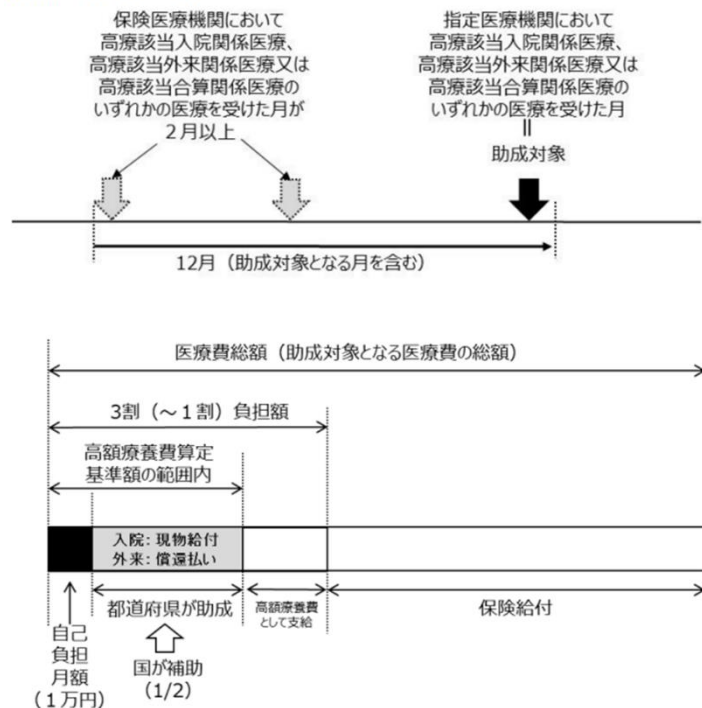 保険医療機関において
高療該当入院関係医療、
高療該当外来関係医療又は
高療該当合算関係医療の
いずれかの医療を受けた月が
２月以上
指定医療機関において
高療該当入院関係医療、
高療該当外来関係医療又は
高療該当合算関係医療の
いずれかの医療を受けた月
＝
助成対象
12月（助成対象となる月を含む）
医療費総額（助成対象となる医療費の総額）
3割（～１割）負担額
高額療養費算定
基準額の範囲内
入院：現物給付
外来：償還払い
都道府県が助成
高額療養費
として支給
保険給付
自己
負担
月額
（１万円）
国が補助
(1/2)